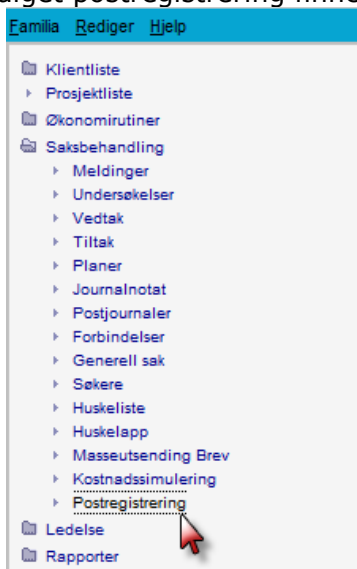 postregistrering
Familia Rediger Hjelp
Klientliste
Prosjektliste
Økonomirutiner
Saksbehandling
Meldinger
Undersøkelser
Vedtak
Tiltak
Planer
Journalnotat
Postjournaler
Forbindelser
Generell sak
Søkere
Huskeliste
Huskelapp
Masseutsending Brev
Kostnadssimulering
Postregistrering
Ledelse
Rapporter